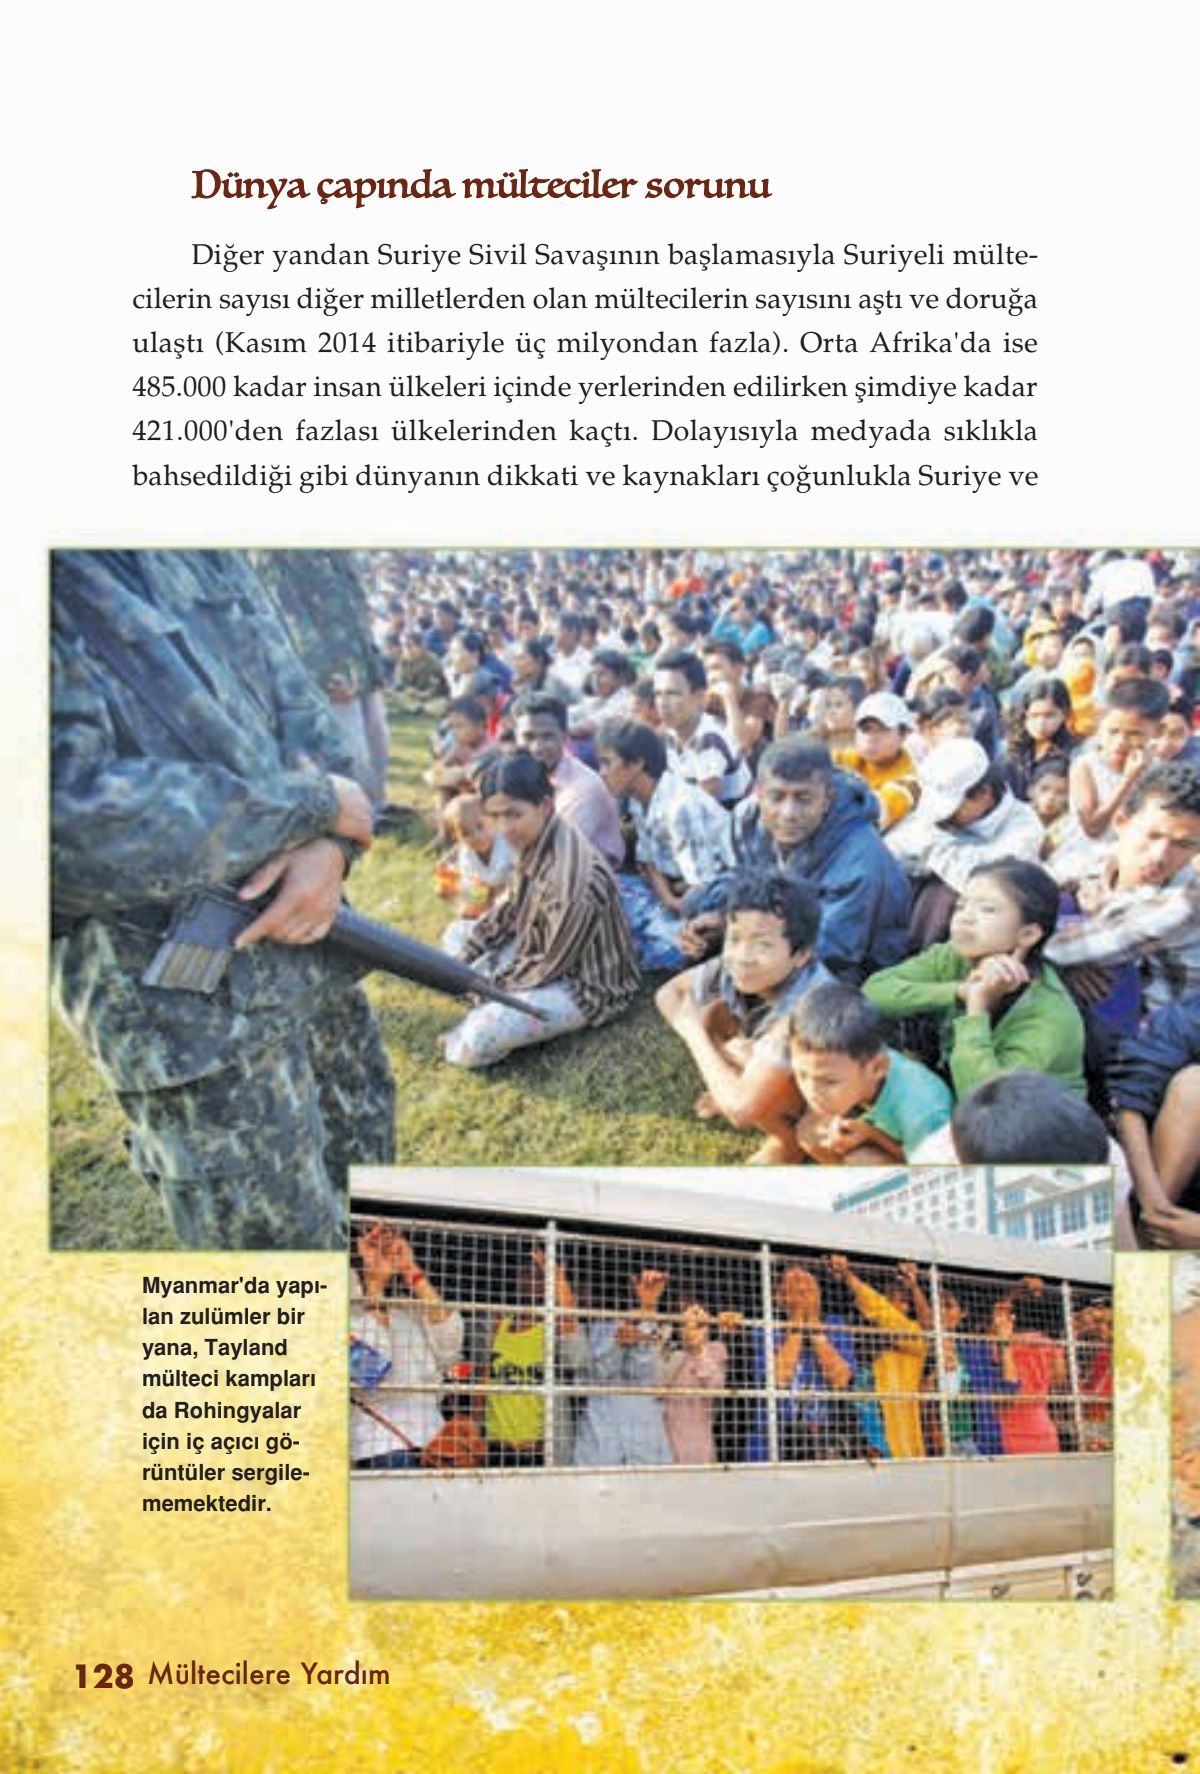 Dünya çapında mülteciler sorunu
Diğer yandan Suriye Sivil Savaşının başlamasıyla Suriyeli mülte-
cilerin sayısı diğer milletlerden olan mültecilerin sayısını aştı ve doruğa
ulaştı (Kasım 2014 itibariyle üç milyondan fazla). Orta Afrika'da ise
485.000 kadar insan ülkeleri içinde yerlerinden edilirken şimdiye kadar
421.000'den fazlası ülkelerinden kaçtı. Dolayısıyla medyada sıklıkla
bahsedildiği gibi dünyanın dikkati ve kaynakları çoğunlukla Suriye ve
Myanmar'da yapı-
lan zulümler bir
yana, Tayland
mülteci kampları
da Rohingyalar
için iç açıcı gö-
rüntüler sergile-
memektedir.
128 Mültecilere Yardım